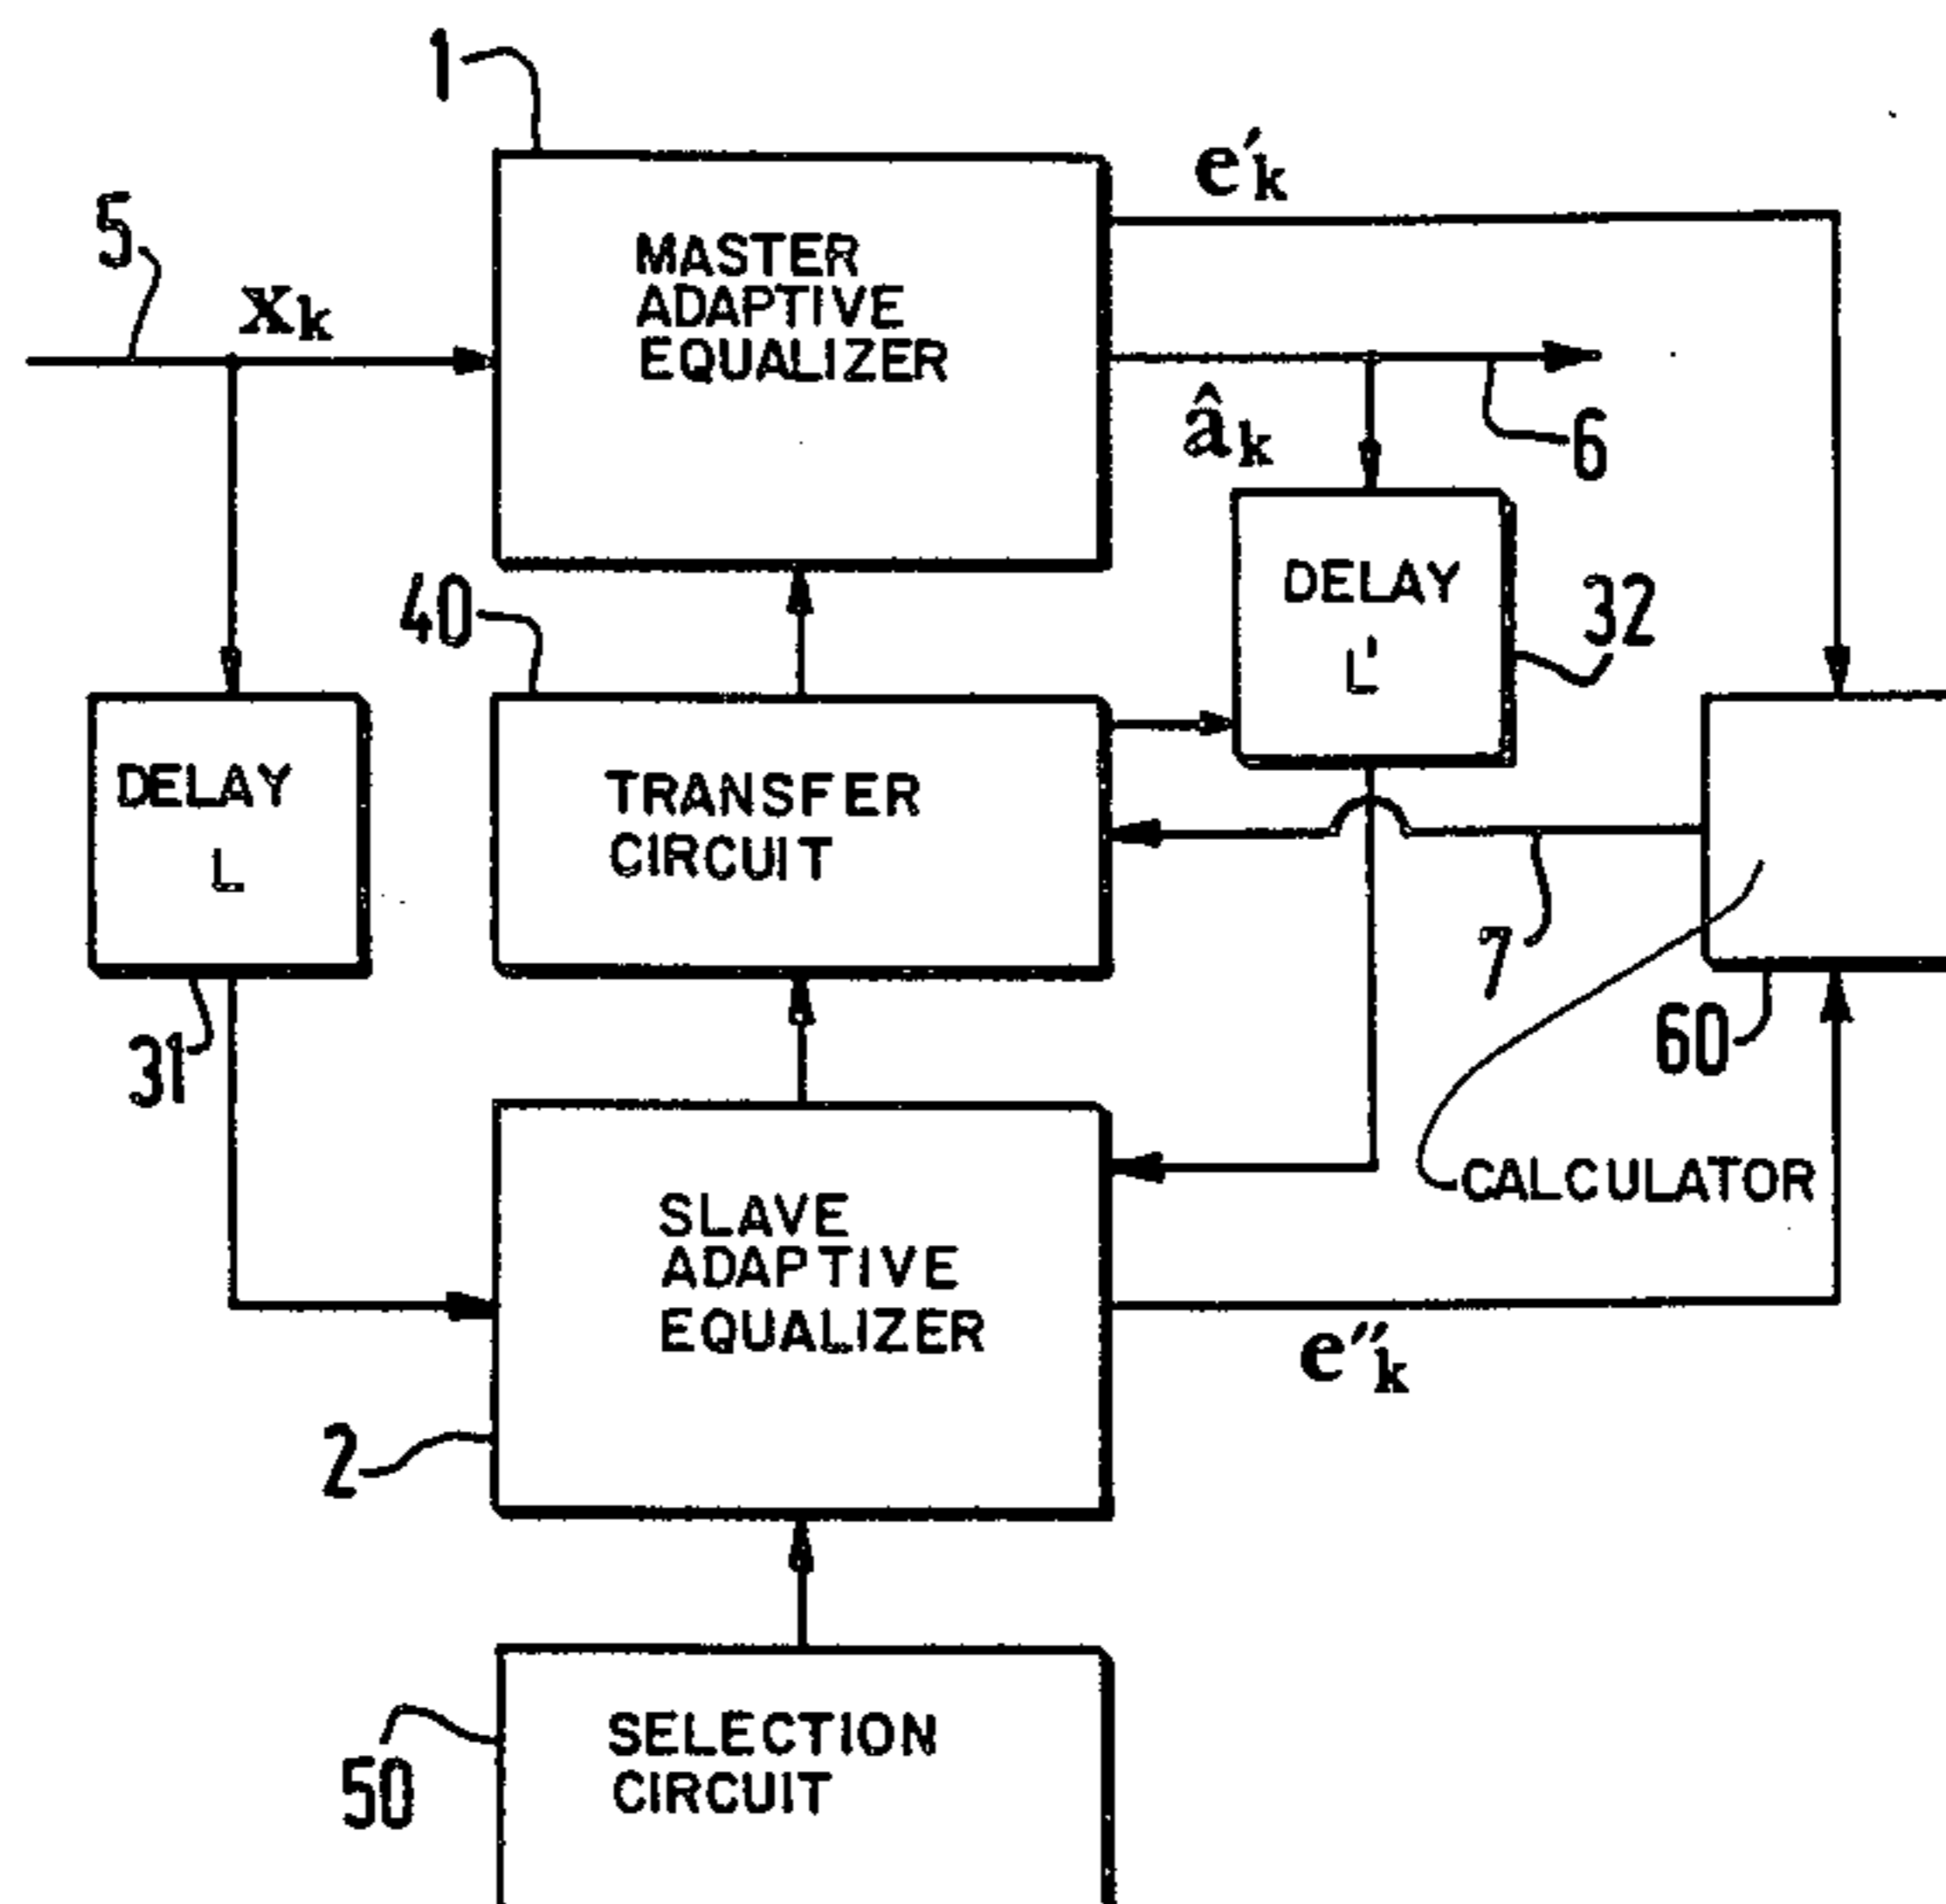 1
e′k
5
xk
MASTER
ADAPTIVE
EQUALIZER
âk
6
40
DELAY
L'
32
DELAY
L
TRANSFER
CIRCUIT
7
31
60
CALCULATOR
SLAVE
ADAPTIVE
EQUALIZER
e″k
2
SELECTION
CIRCUIT
50